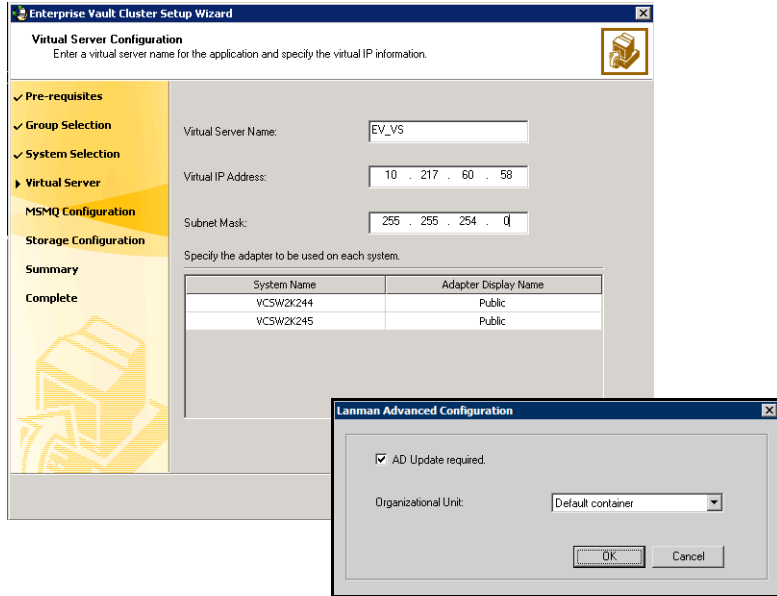 Enterprise Vault Cluster Setup Wizard
Virtual Server Configuration
Enter a virtual server name for the application and specify the virtual IP information.
Pre-requisites
Group Selection
System Selection
Virtual Server
MSMQ Configuration
Storage Configuration
Summary
Complete
Virtual Server Name:
EV_VS
Virtual IP Address:
10 . 217 . 60 . 58
Subnet Mask:
255 . 255 . 254 . 0
Specify the adapter to be used on each system.
System Name Adapter Display Name
VCSW2K244 Public
VCSW2K245 Public
Lanman Advanced Configuration
AD Update required.
Organizational Unit:
Default container
OK Cancel